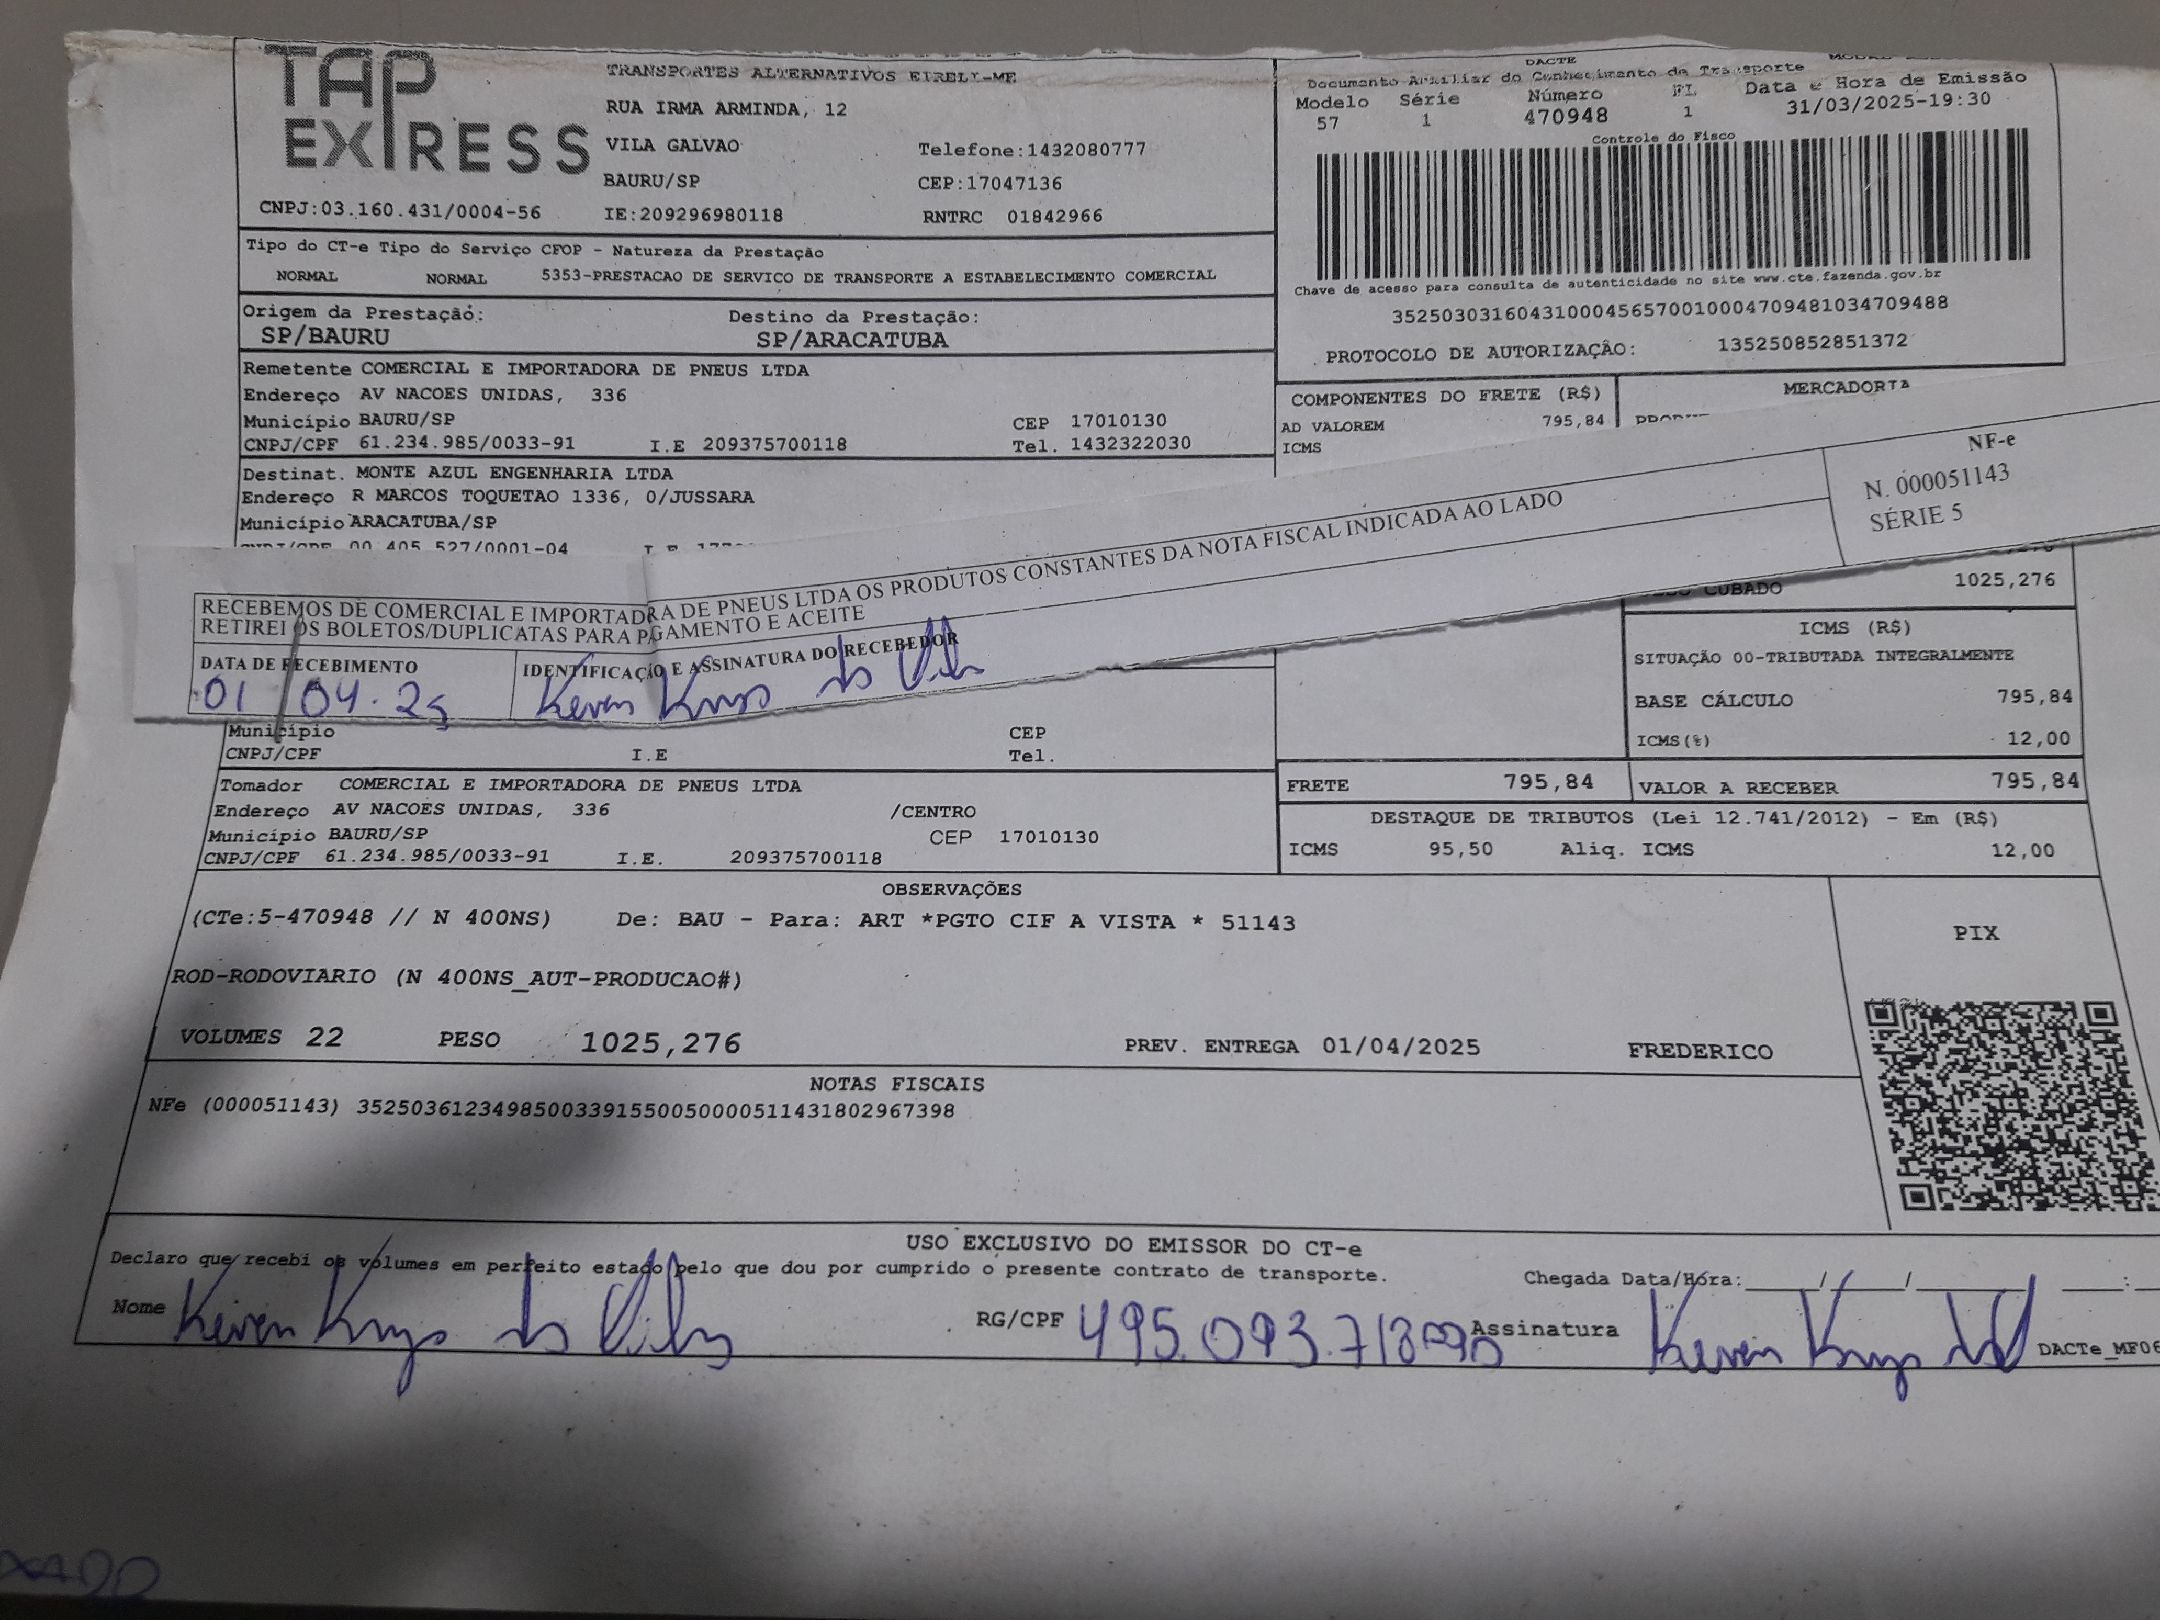 TAP EXPRESS
TRANSPORTES ALTERNATIVOS EIRELI-ME
RUA IRMA ARMINDA, 12
VILA GALVAO Telefone:1432080777
BAURU/SP CEP:17047136
CNPJ:03.160.431/0004-56 IE:209296980118 RNTRC 01842966
DACTE
Documento Auxiliar do Conhecimento de Transporte
Modelo Série Número FL Data e Hora de Emissão
57 1 470948 1 31/03/2025-19:30
Controle do Fisco
Chave de acesso para consulta de autenticidade no site www.cte.fazenda.gov.br
35250303160431000456570010004709481034709488
PROTOCOLO DE AUTORIZAÇÃO: 135250852851372
Tipo do CT-e Tipo do Serviço CFOP - Natureza da Prestação
NORMAL NORMAL 5353-PRESTACAO DE SERVICO DE TRANSPORTE A ESTABELECIMENTO COMERCIAL
Origem da Prestação: Destino da Prestação:
SP/BAURU SP/ARACATUBA
Remetente COMERCIAL E IMPORTADORA DE PNEUS LTDA
Endereço AV NACOES UNIDAS, 336
Município BAURU/SP CEP 17010130
CNPJ/CPF 61.234.985/0033-91 I.E 209375700118 Tel. 1432322030
COMPONENTES DO FRETE (R$) MERCADORIA
AD VALOREM 795,84
ICMS
Destinat. MONTE AZUL ENGENHARIA LTDA
Endereço R MARCOS TOQUETAO 1336, 0/JUSSARA
Município ARACATUBA/SP
CNPJ/CPF 00.405.527/0001-04 I.E
NF-e
N. 000051143
SÉRIE 5
RECEBEMOS DE COMERCIAL E IMPORTADRA DE PNEUS LTDA OS PRODUTOS CONSTANTES DA NOTA FISCAL INDICADA AO LADO
RETIREI OS BOLETOS/DUPLICATAS PARA PGAMENTO E ACEITE
DATA DE RECEBIMENTO IDENTIFICAÇÃO E ASSINATURA DO RECEBEDOR
01/04.25 Keven
CUBADO 1025,276
ICMS (R$)
SITUAÇÃO 00-TRIBUTADA INTEGRALMENTE
BASE CÁLCULO 795,84
ICMS(%) 12,00
Município CEP
CNPJ/CPF I.E Tel.
Tomador COMERCIAL E IMPORTADORA DE PNEUS LTDA
Endereço AV NACOES UNIDAS, 336 /CENTRO
Município BAURU/SP CEP 17010130
CNPJ/CPF 61.234.985/0033-91 I.E. 209375700118
FRETE 795,84 VALOR A RECEBER 795,84
DESTAQUE DE TRIBUTOS (Lei 12.741/2012) - Em (R$)
ICMS 95,50 Aliq. ICMS 12,00
OBSERVAÇÕES
(CTe:5-470948 // N 400NS) De: BAU - Para: ART *PGTO CIF A VISTA * 51143
ROD-RODOVIARIO (N 400NS_AUT-PRODUCAO#)
PIX
VOLUMES 22 PESO 1025,276 PREV. ENTREGA 01/04/2025 FREDERICO
NOTAS FISCAIS
NFe (000051143) 35250361234985003391550050000511431802967398
USO EXCLUSIVO DO EMISSOR DO CT-e
Declaro que recebi os volumes em perfeito estado pelo que dou por cumprido o presente contrato de transporte. Chegada Data/Hora: / / :
Nome Keven RG/CPF Assinatura Keven DACTe_MF06